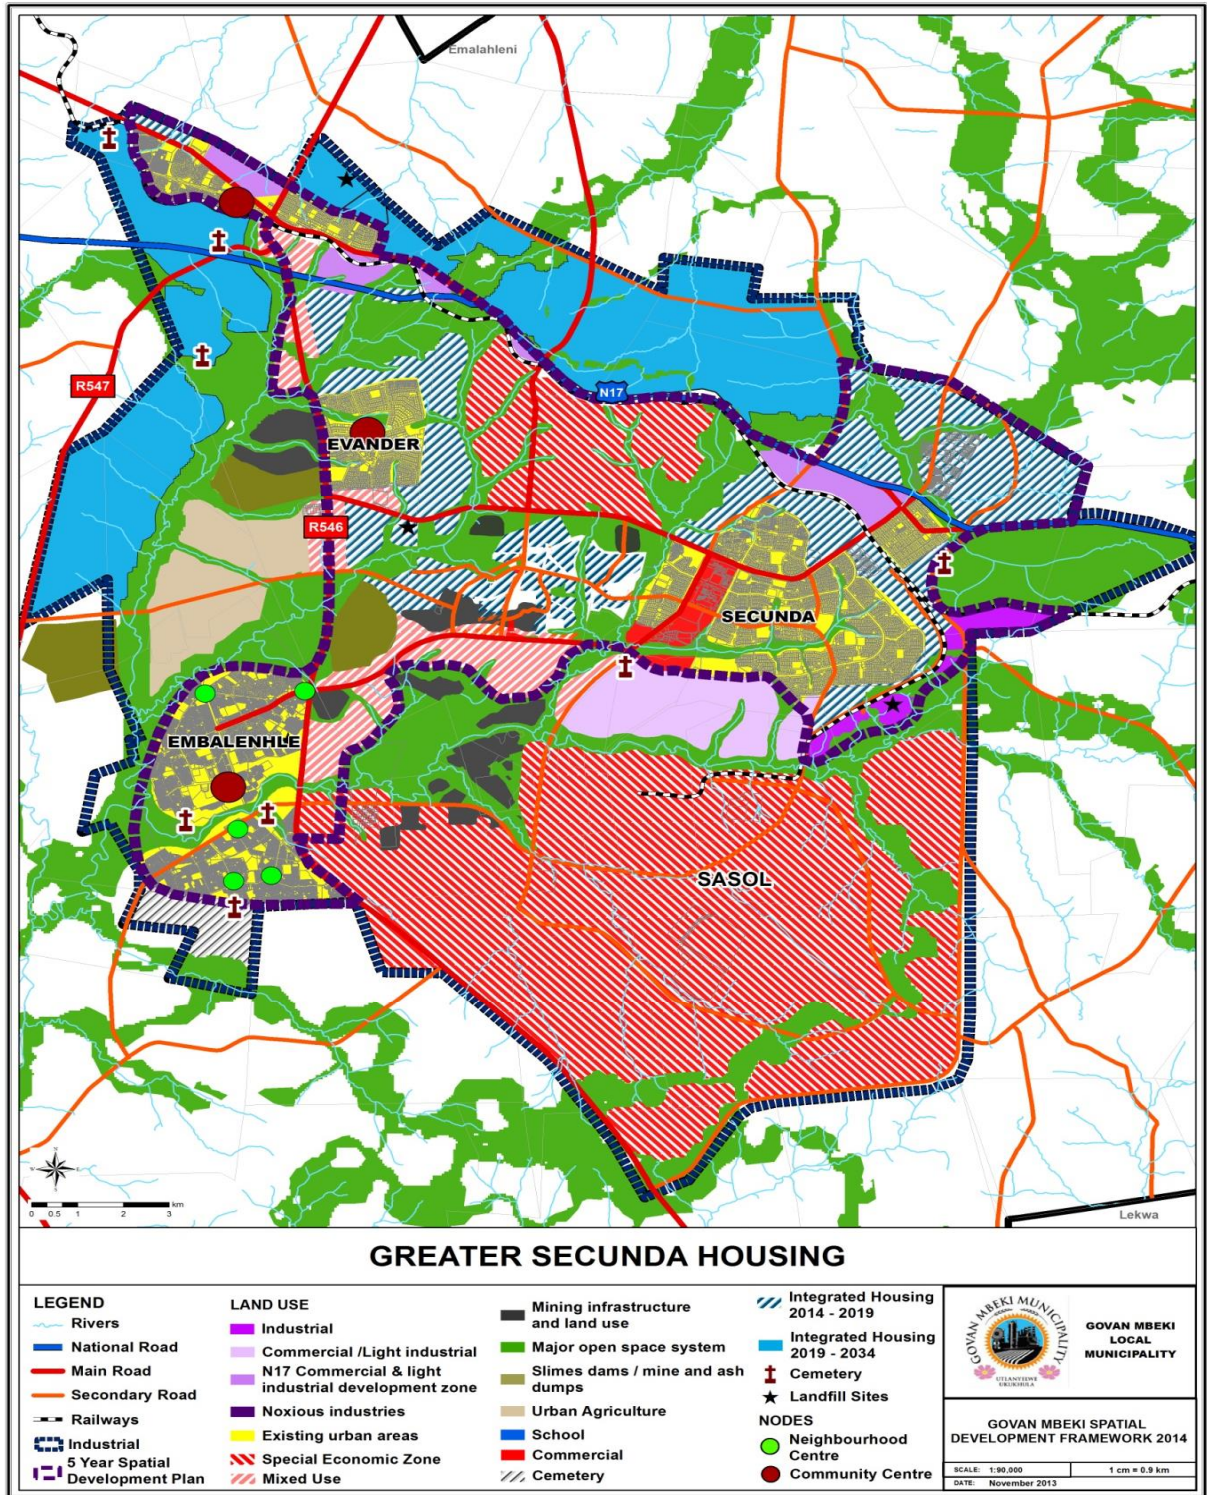 Emalahleni
R547
N17
EVANDER
R546
SECUNDA
EMBALENHLE
SASOL
0 0.5 1 2 3 km
Lekwa
GREATER SECUNDA HOUSING
LEGEND
Rivers
National Road
Main Road
Secondary Road
Railways
Industrial
5 Year Spatial
Development Plan
LAND USE
Industrial
Commercial /Light industrial
N17 Commercial & light
industrial development zone
Noxious industries
Existing urban areas
Special Economic Zone
Mixed Use
Mining infrastructure
and land use
Major open space system
Slimes dams / mine and ash
dumps
Urban Agriculture
School
Commercial
Cemetery
Integrated Housing
2014 - 2019
Integrated Housing
2019 - 2034
Cemetery
Landfill Sites
NODES
Neighbourhood
Centre
Community Centre
GOVAN MBEKI MUNICIPALITY
GOVAN MBEKI
LOCAL
MUNICIPALITY
GOVAN MBEKI SPATIAL
DEVELOPMENT FRAMEWORK 2014
SCALE: 1:90,000 1 cm = 0.9 km
DATE: November 2013